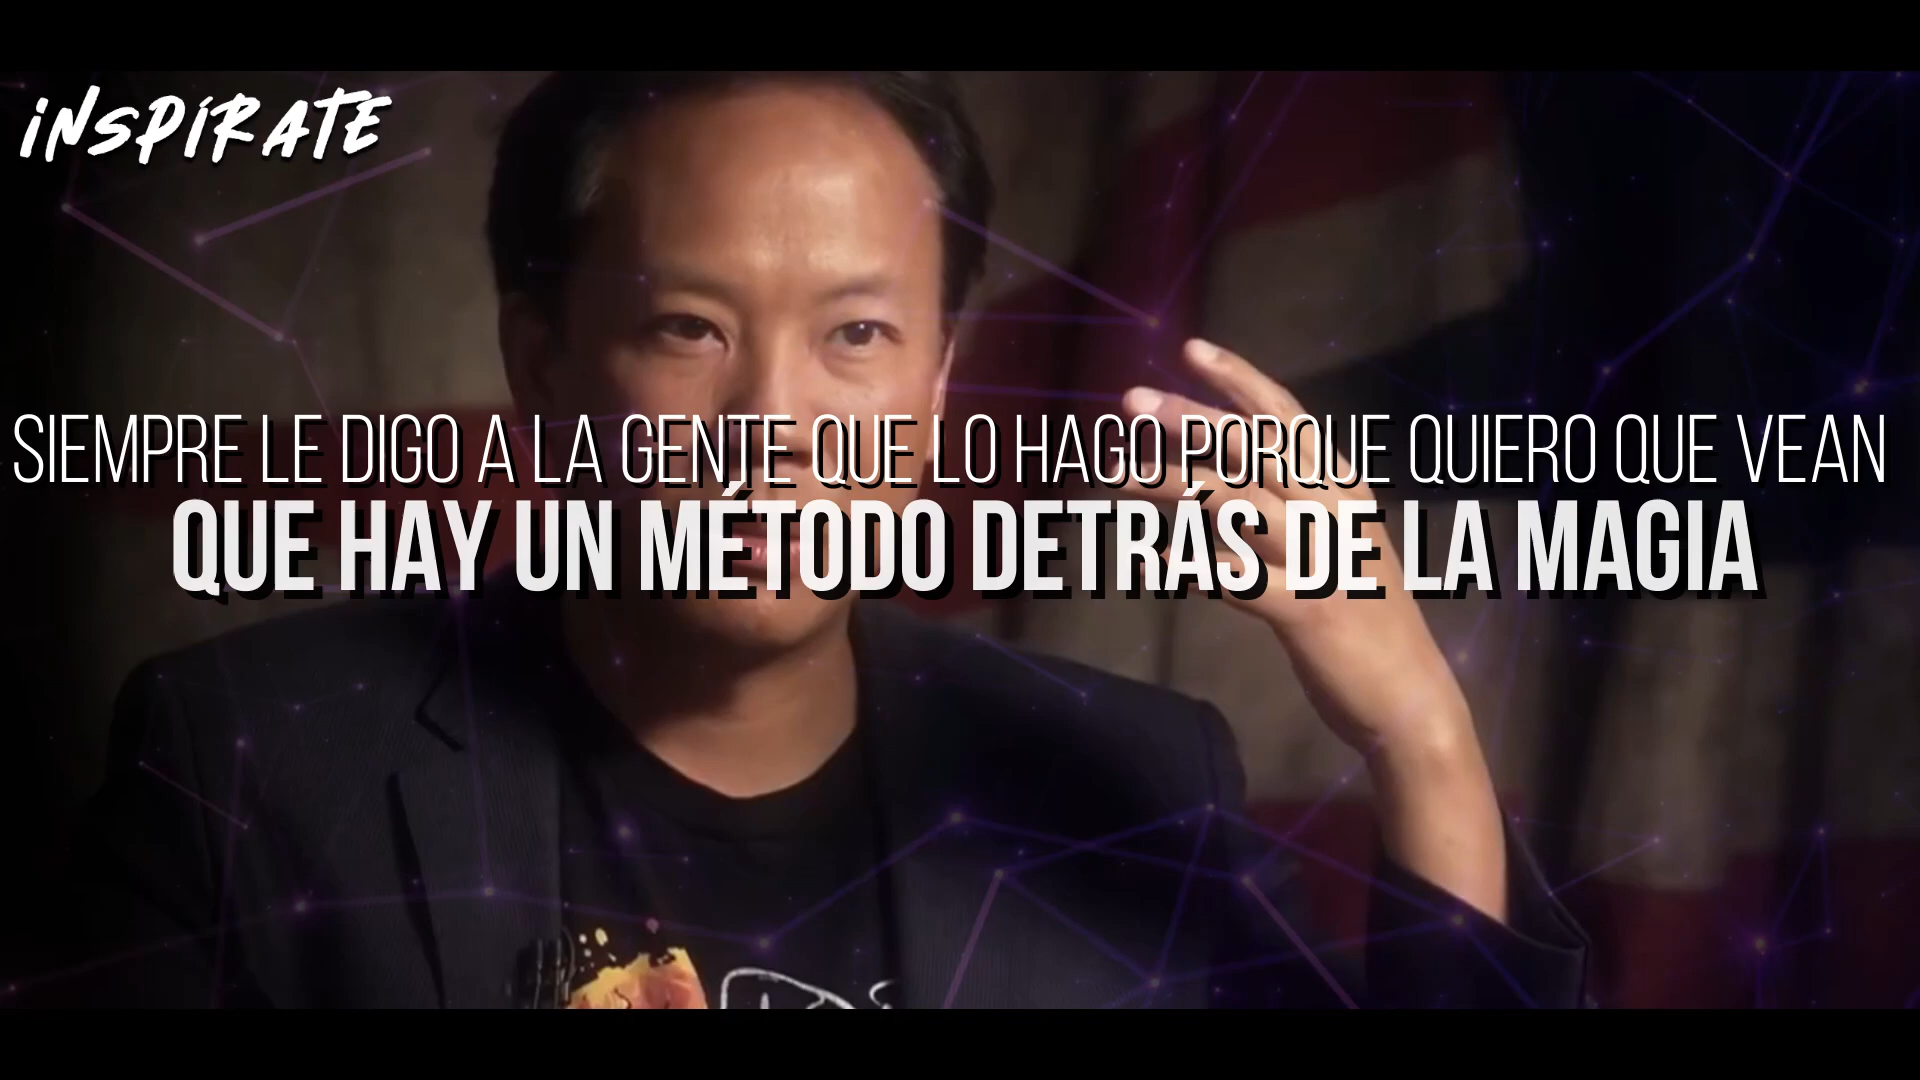 iNSPiRATE
SIEMPRE LE DIGO A LA GENTE QUE LO HAGO PORQUE QUIERO QUE VEAN
QUE HAY UN MÉTODO DETRÁS DE LA MAGIA